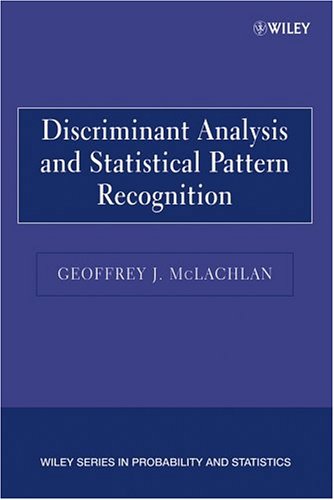 WILEY
Discriminant Analysis
and Statistical Pattern
Recognition
GEOFFREY J. McLACHLAN
WILEY SERIES IN PROBABILITY AND STATISTICS